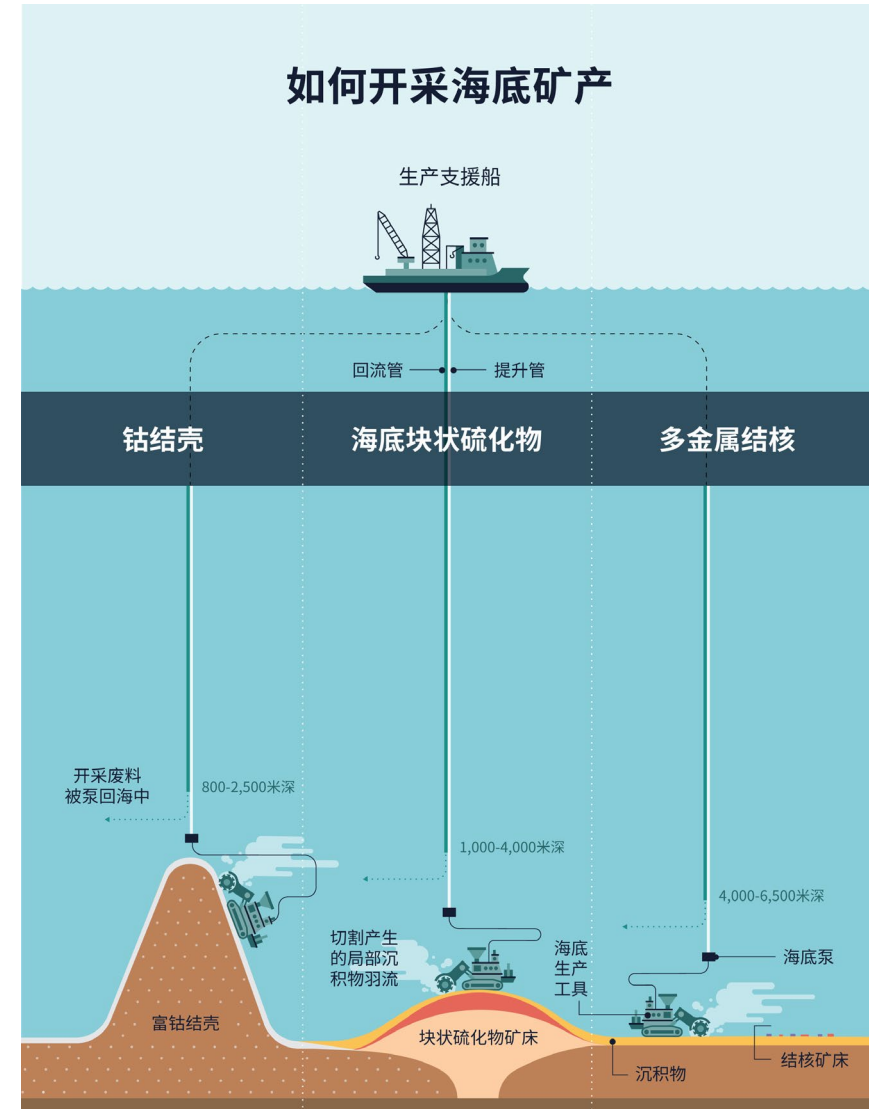 如何开采海底矿产
生产支援船
回流管
提升管
钴结壳
海底块状硫化物
多金属结核
开采废料
被泵回海中
800-2,500米深
1,000-4,000米深
4,000-6,500米深
切割产生
的局部沉
积物羽流
海底
生产
工具
海底泵
富钴结壳
块状硫化物矿床
沉积物
结核矿床